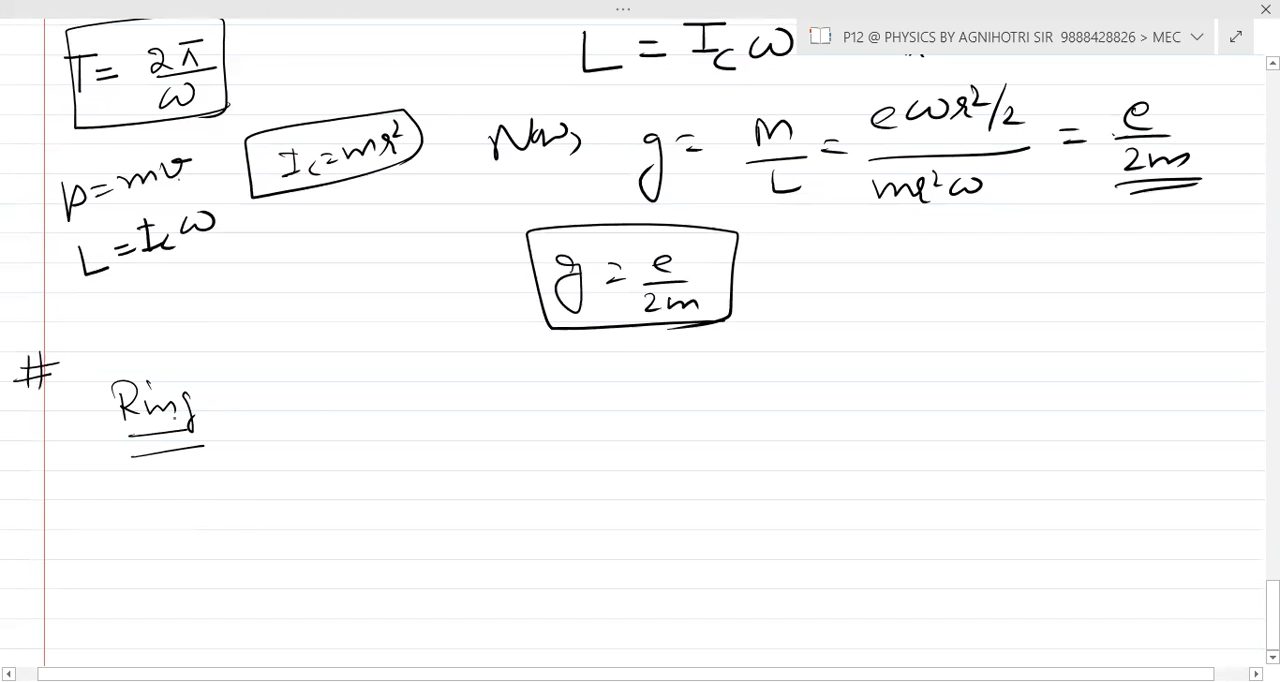 P12 @ PHYSICS BY AGNIHOTRI SIR 9888428826 > MEC
T = 2π/ω
L = I_c ω
p = mv
I_c = mr²
Now, g = M/L = (eωr²/2)/(mr²ω) = e/2m
L = I_c ω
g = e/2m
#
Ring